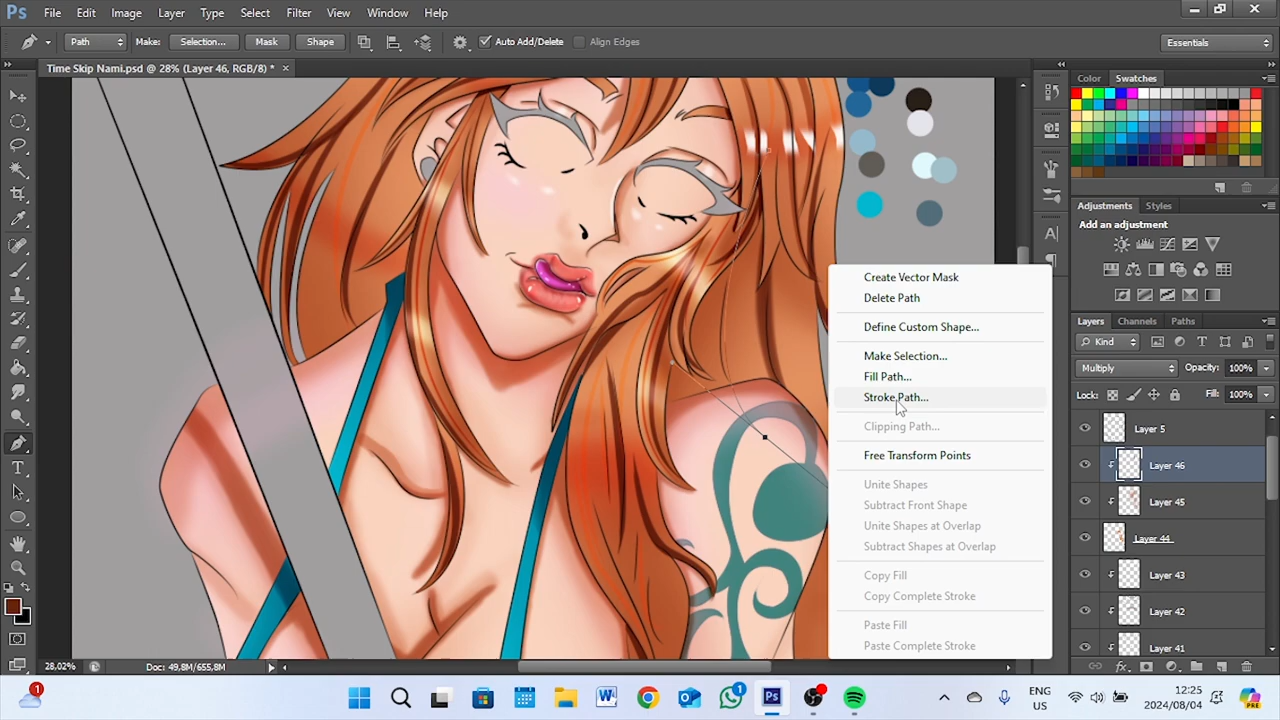 Ps File Edit Image Layer Type Select Filter View Window Help
Path Make: Selection... Mask Shape Auto Add/Delete Align Edges Essentials
Time Skip Nami.psd @ 28% (Layer 46, RGB/8) *
Color Swatches
Adjustments Styles
Add an adjustment
Layers Channels Paths
Kind
Multiply Opacity: 100%
Lock: Fill: 100%
Layer 5
Layer 46
Layer 45
Layer 44
Layer 43
Layer 42
Layer 41
Create Vector Mask
Delete Path
Define Custom Shape...
Make Selection...
Fill Path...
Stroke Path...
Clipping Path...
Free Transform Points
Unite Shapes
Subtract Front Shape
Unite Shapes at Overlap
Subtract Shapes at Overlap
Copy Fill
Copy Complete Stroke
Paste Fill
Paste Complete Stroke
28,02% Doc: 49,8M/655,8M
1
1
ENG
US
12:25
2024/08/04
PRE